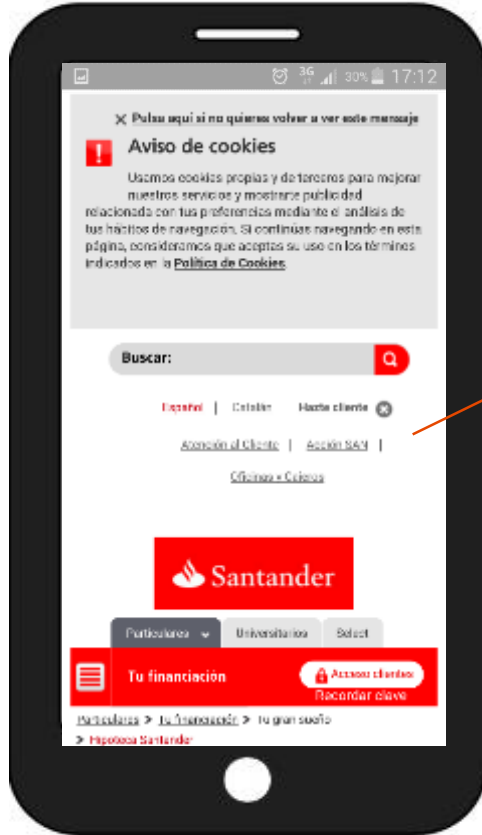 3G 30% 17:12
Pulsa aquí si no quieres volver a ver este mensaje
Aviso de cookies
Usamos cookies propias y de terceros para mejorar
nuestros servicios y mostrarte publicidad
relacionada con tus preferencias mediante el análisis de
tus hábitos de navegación. Si continúas navegando en esta
página, consideramos que aceptas su uso en los términos
indicados en la Política de Cookies.
Buscar:
Español | Catalán Hazte cliente
Atención al Cliente | Acción SAN |
Oficinas y Cajeros
Santander
Particulares Universitarios Select
Tu financiación Acceso clientes
Recordar clave
Particulares > Tu financiación > Tu gran sueño
> Hipoteca Santander